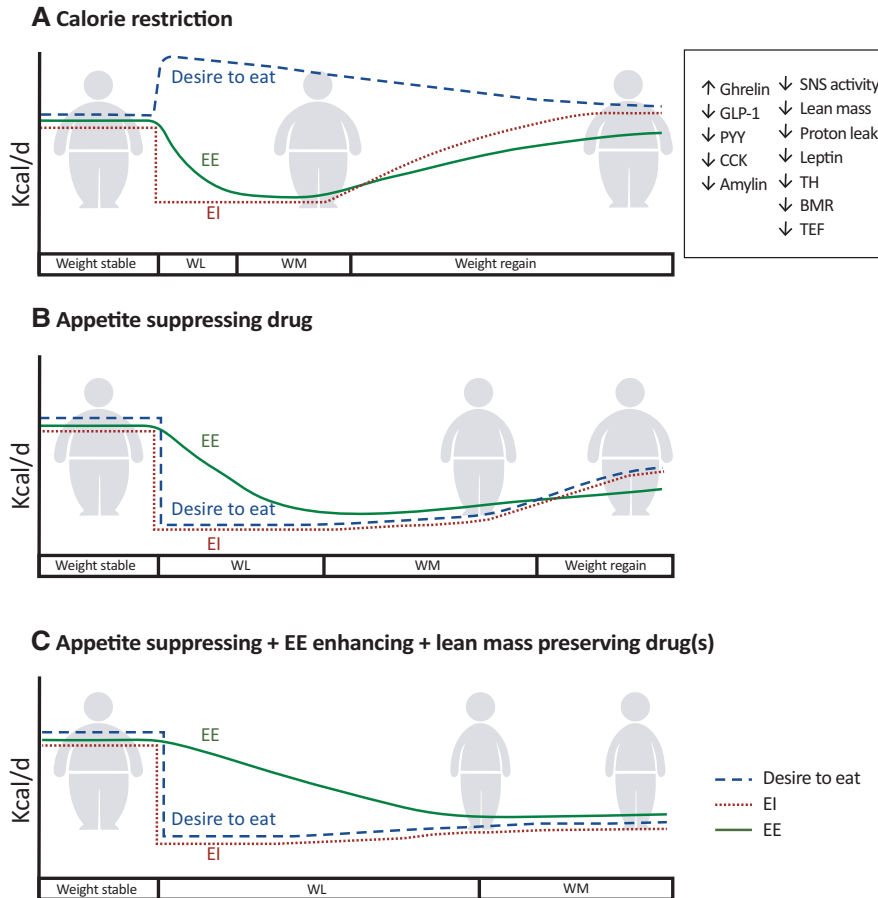 A Calorie restriction
Kcal/d
Desire to eat
EE
EI
Weight stable WL WM Weight regain
↑ Ghrelin
↓ GLP-1
↓ PYY
↓ CCK
↓ Amylin
↓ SNS activity
↓ Lean mass
↓ Proton leak
↓ Leptin
↓ TH
↓ BMR
↓ TEF
B Appetite suppressing drug
Kcal/d
EE
Desire to eat
EI
Weight stable WL WM Weight regain
C Appetite suppressing + EE enhancing + lean mass preserving drug(s)
Kcal/d
EE
Desire to eat
EI
Weight stable WL WM
Desire to eat
EI
EE